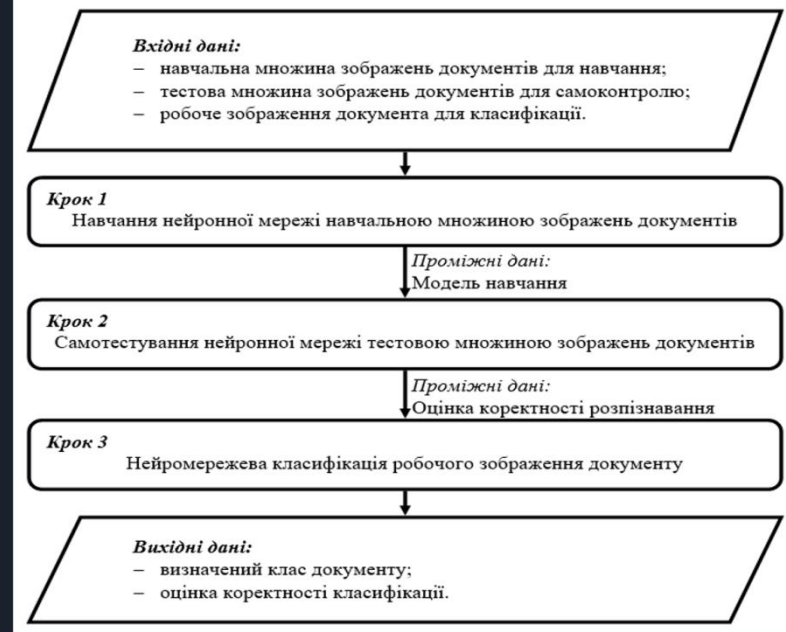 Вхідні дані:
– навчальна множина зображень документів для навчання;
– тестова множина зображень документів для самоконтролю;
– робоче зображення документа для класифікації.
Крок 1
Навчання нейронної мережі навчальною множиною зображень документів
Проміжні дані:
Модель навчання
Крок 2
Самотестування нейронної мережі тестовою множиною зображень документів
Проміжні дані:
Оцінка коректності розпізнавання
Крок 3
Нейромережева класифікація робочого зображення документу
Вихідні дані:
– визначений клас документу;
– оцінка коректності класифікації.